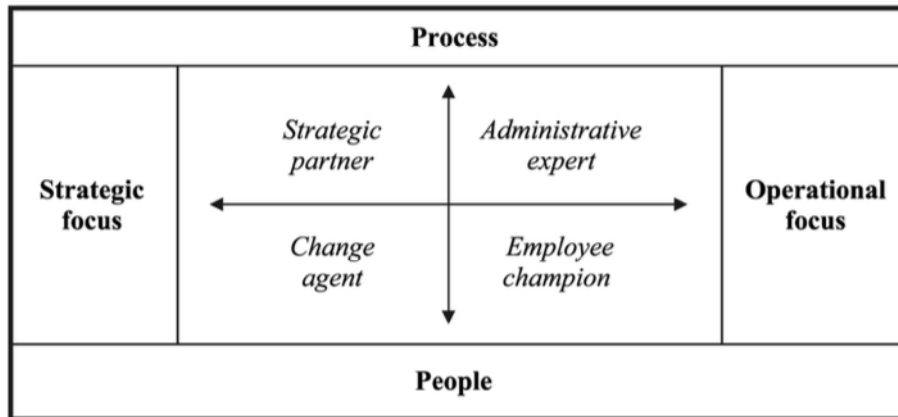 Process
Strategic
partner
Administrative
expert
Strategic
focus
Operational
focus
Change
agent
Employee
champion
People